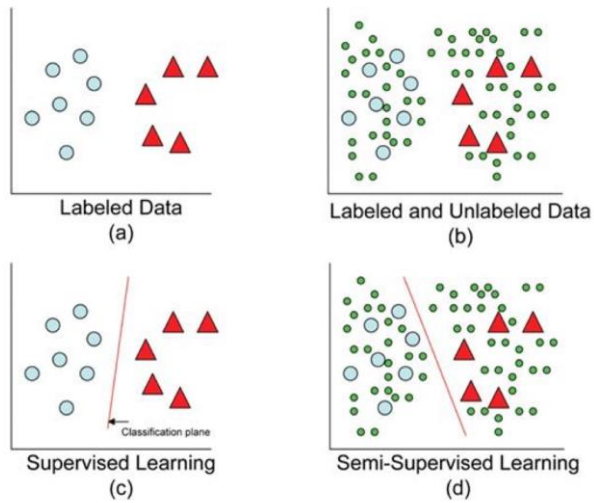 Labeled Data
(a)
Labeled and Unlabeled Data
(b)
Classification plane
Supervised Learning
(c)
Semi-Supervised Learning
(d)